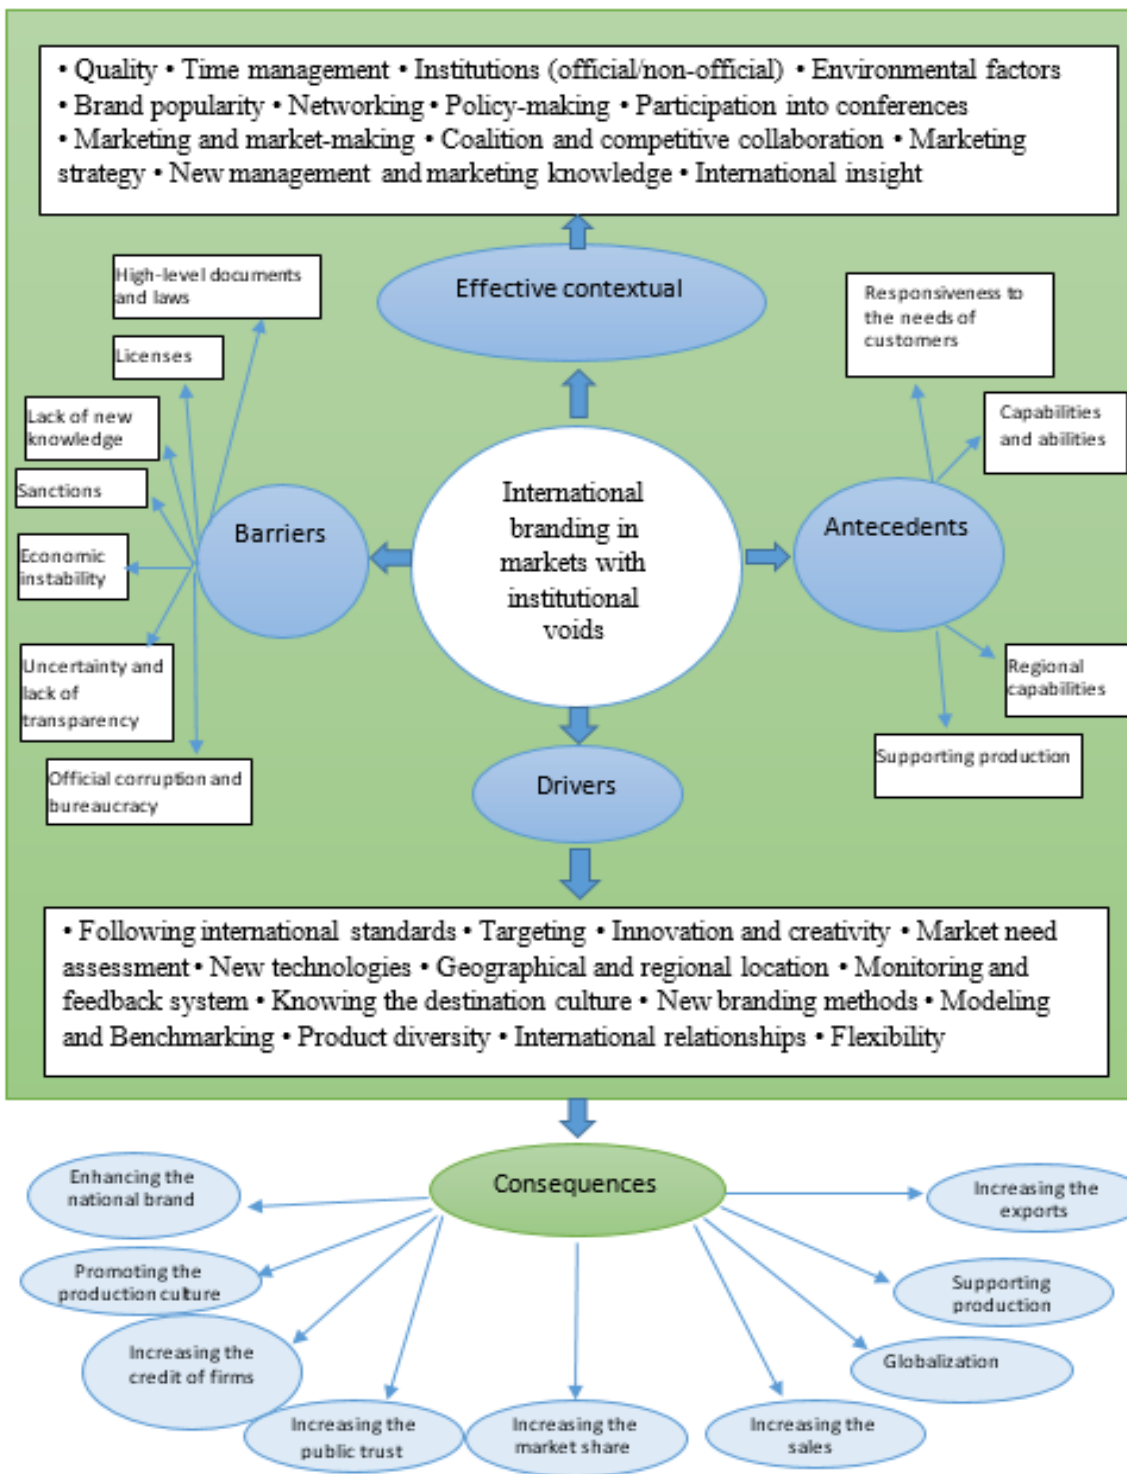 • Quality • Time management • Institutions (official/non-official) • Environmental factors
• Brand popularity • Networking • Policy-making • Participation into conferences
• Marketing and market-making • Coalition and competitive collaboration • Marketing
strategy • New management and marketing knowledge • International insight
Effective contextual
High-level documents
and laws
Licenses
Lack of new
knowledge
Sanctions
Economic
instability
Uncertainty and
lack of
transparency
Official corruption and
bureaucracy
Barriers
International
branding in
markets with
institutional
voids
Antecedents
Responsiveness to
the needs of
customers
Capabilities
and abilities
Regional
capabilities
Supporting production
Drivers
• Following international standards • Targeting • Innovation and creativity • Market need
assessment • New technologies • Geographical and regional location • Monitoring and
feedback system • Knowing the destination culture • New branding methods • Modeling
and Benchmarking • Product diversity • International relationships • Flexibility
Consequences
Enhancing the
national brand
Promoting the
production culture
Increasing the
credit of firms
Increasing the
public trust
Increasing the
market share
Increasing the
sales
Globalization
Supporting
production
Increasing the
exports